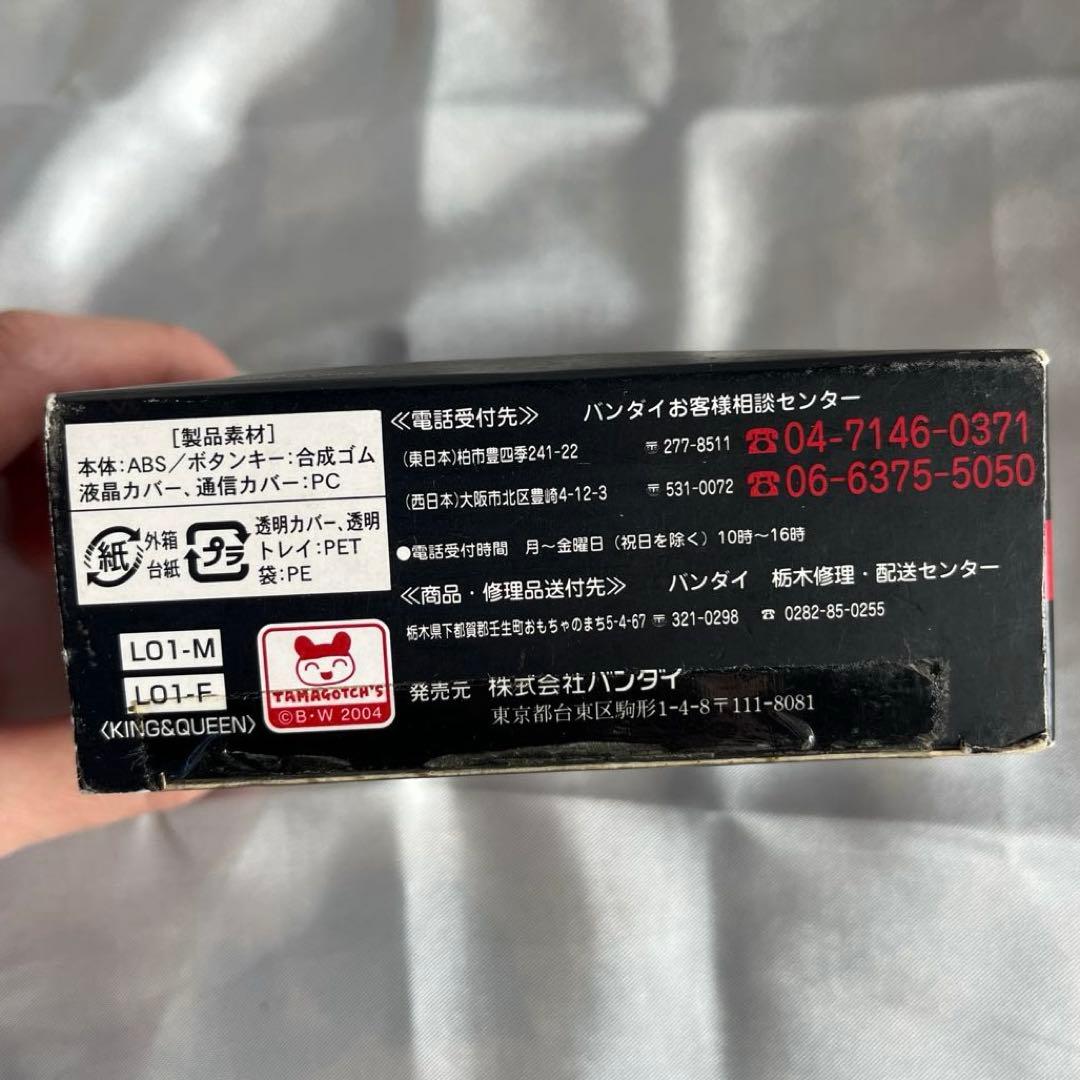 [製品素材]
本体:ABS/ボタンキー:合成ゴム
液晶カバー、通信カバー:PC
紙
外箱
台紙
プラ
透明カバー、透明
トレイ:PET
袋:PE
L01-M
L01-F
〈KING&QUEEN〉
TAMAGOTCH'S
©B・W 2004
≪電話受付先≫ バンダイお客様相談センター
(東日本)柏市豊四季241-22 〒277-8511 ☎04-7146-0371
(西日本)大阪市北区豊崎4-12-3 〒531-0072 ☎06-6375-5050
●電話受付時間 月〜金曜日(祝日を除く)10時〜16時
≪商品・修理品送付先≫ バンダイ 栃木修理・配送センター
栃木県下都賀郡壬生町おもちゃのまち5-4-67 〒321-0298 ☎ 0282-85-0255
発売元 株式会社バンダイ
東京都台東区駒形1-4-8〒111-8081